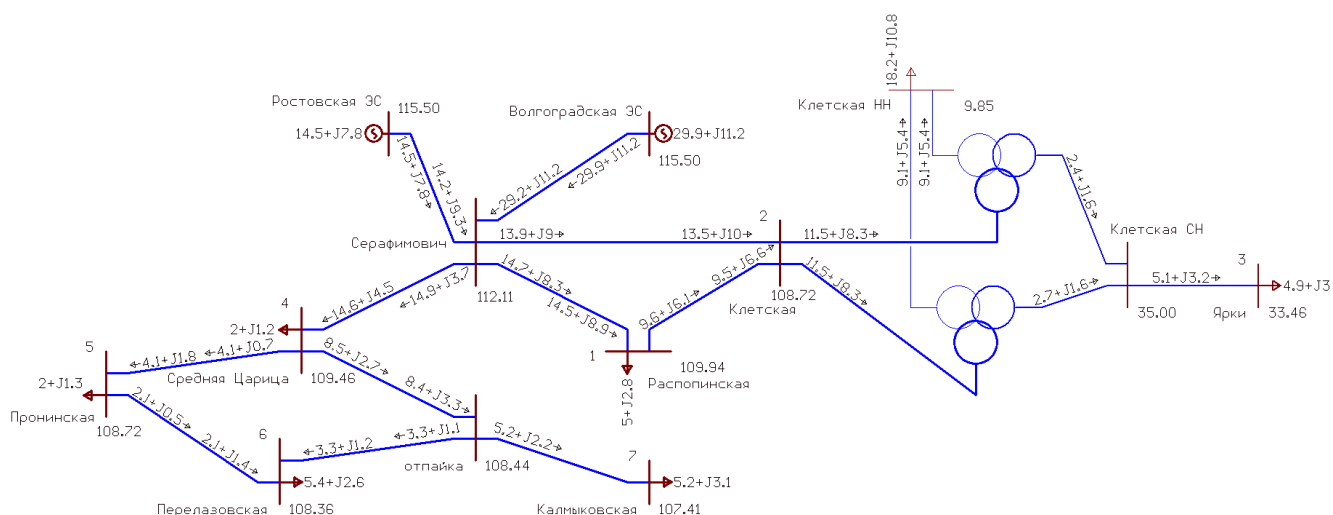 18.2+J10.8
Клетская НН
9.85
9.1+J5.4
9.1+J5.4
Ростовская ЭС
115.50
14.5+J7.8
14.5+J7.8
14.2+J9.3
Волгоградская ЭС
29.9+J11.2
115.50
29.9+J11.2
29.2+J11.2
2.4+J1.6
Клетская СН
Серафимович
13.9+J9
13.5+J10
2
11.5+J8.3
112.11
14.7+J8.3
14.5+J8.9
9.5+J6.6
9.6+J6.1
108.72
Клетская
11.5+J8.3
2.7+J1.6
5.1+J3.2
3
4.9+J3
35.00
Ярки
33.46
14.6+J4.5
14.9+J3.7
4
2+J1.2
Средняя Царица
109.46
1
109.94
Распопинская
5+J2.8
5
4.1+J1.8
4.1+J0.7
8.5+J2.7
8.4+J3.3
2+J1.3
Пронинская
108.72
2.1+J0.5
2.1+J1.4
6
3.3+J1.2
3.3+J1.1
отпайка
108.44
5.2+J2.2
7
5.4+J2.6
5.2+J3.1
Перелазовская
108.36
Калмыковская
107.41